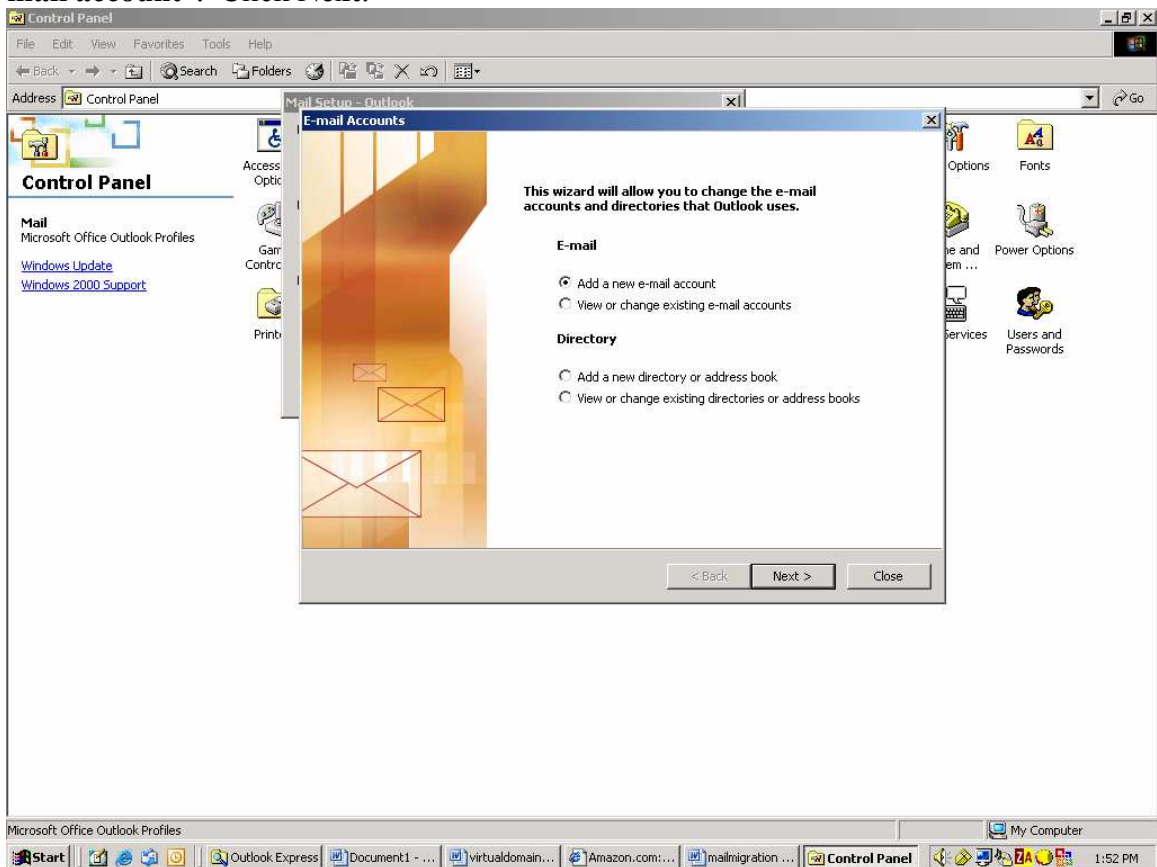 Control Panel
File Edit View Favorites Tools Help
Back Search Folders
Address Control Panel Go
Mail Setup - Outlook
E-mail Accounts
Control Panel
Mail
Microsoft Office Outlook Profiles
Windows Update
Windows 2000 Support
Options Fonts
Power Options
Users and
Passwords
This wizard will allow you to change the e-mail
accounts and directories that Outlook uses.
E-mail
Add a new e-mail account
View or change existing e-mail accounts
Directory
Add a new directory or address book
View or change existing directories or address books
< Back Next > Close
Microsoft Office Outlook Profiles My Computer
Start Outlook Express Document1 - ... virtualdomain... Amazon.com:... mailmigration ... Control Panel 1:52 PM